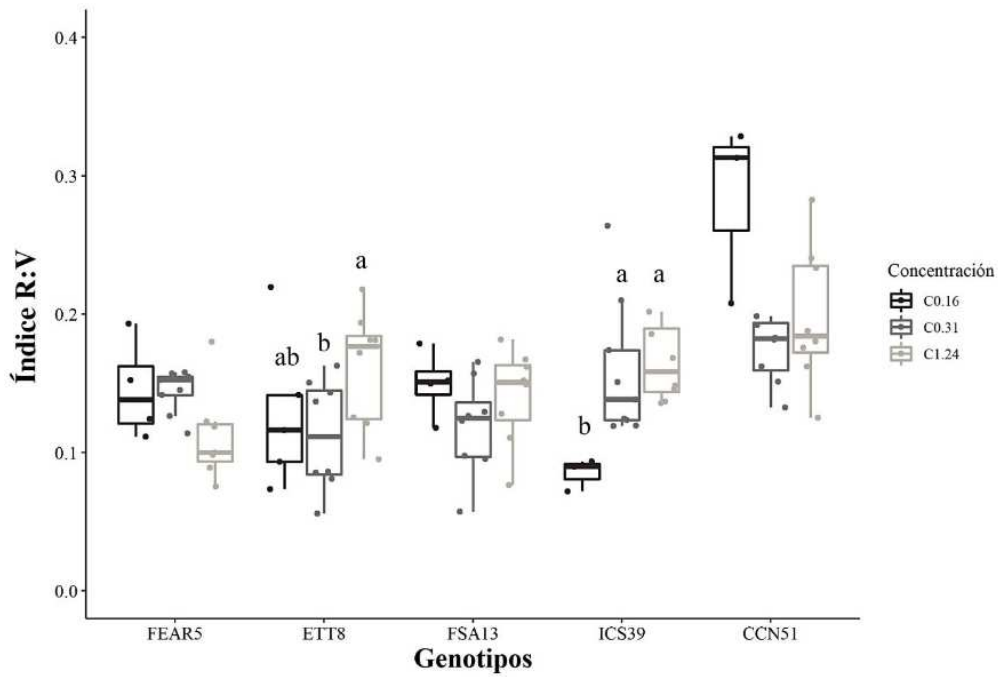 0.4
0.3
0.2
0.1
0.0
Índice R:V
ab
b
a
b
a
a
FEAR5
ETT8
FSA13
ICS39
CCN51
Genotipos
Concentración
C0.16
C0.31
C1.24